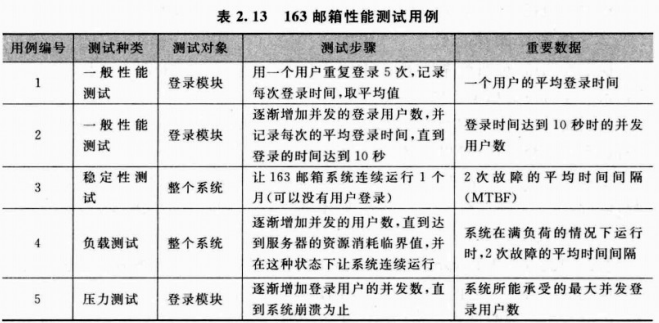 表 2.13 163 邮箱性能测试用例
用例编号 测试种类 测试对象 测试步骤 重要数据
1 一般性能测试 登录模块 用一个用户重复登录 5 次,记录每次登录时间,取平均值 一个用户的平均登录时间
2 一般性能测试 登录模块 逐渐增加并发的登录用户数,并记录每次的平均登录时间,直到登录的时间达到 10 秒 登录时间达到 10 秒时的并发用户数
3 稳定性测试 整个系统 让 163 邮箱系统连续运行 1 个月(可以没有用户登录) 2 次故障的平均时间间隔(MTBF)
4 负载测试 整个系统 逐渐增加并发的用户数,直到达到服务器的资源消耗临界值,并在这种状态下让系统连续运行 系统在满负荷的情况下运行时,2 次故障的平均时间间隔
5 压力测试 登录模块 逐渐增加登录用户的并发数,直到系统崩溃为止 系统所能承受的最大并发登录用户数